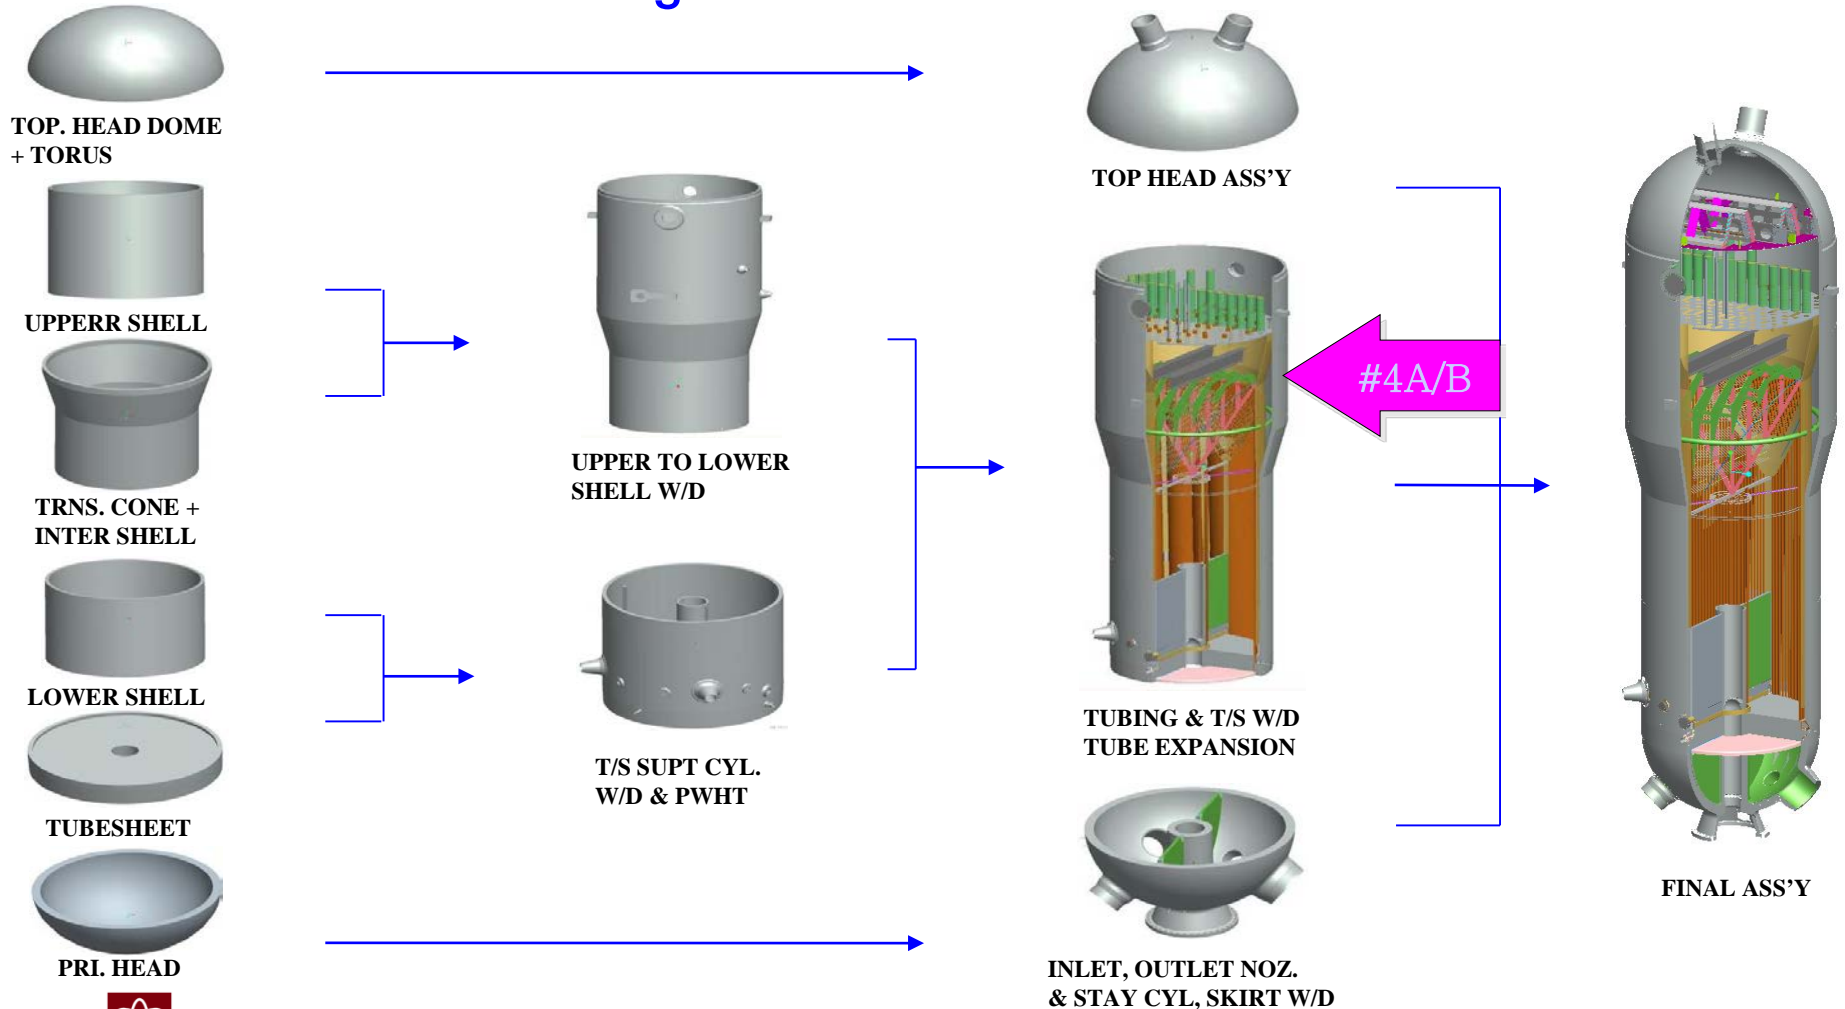 TOP. HEAD DOME
+ TORUS
UPPERR SHELL
TRNS. CONE +
INTER SHELL
LOWER SHELL
TUBESHEET
PRI. HEAD
UPPER TO LOWER
SHELL W/D
T/S SUPT CYL.
W/D & PWHT
TOP HEAD ASS’Y
#4A/B
TUBING & T/S W/D
TUBE EXPANSION
INLET, OUTLET NOZ.
& STAY CYL, SKIRT W/D
FINAL ASS’Y